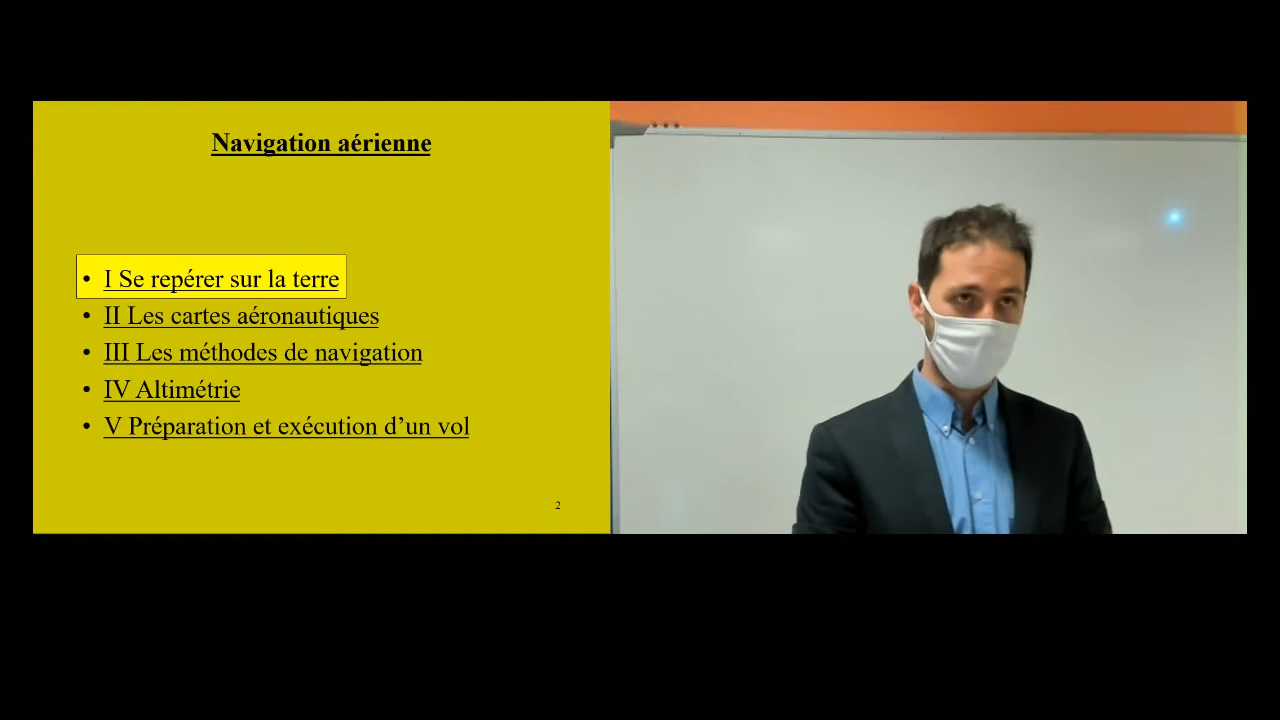 Navigation aérienne
• I Se repérer sur la terre
• II Les cartes aéronautiques
• III Les méthodes de navigation
• IV Altimétrie
• V Préparation et exécution d’un vol
2